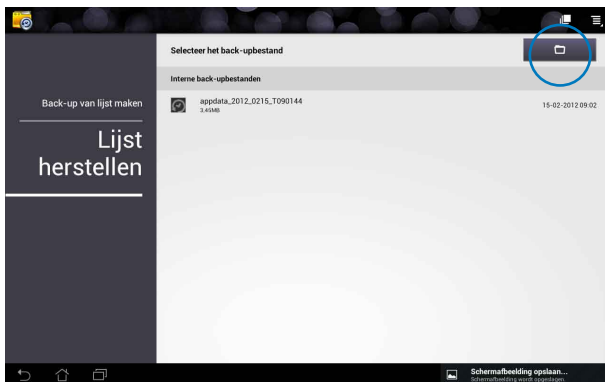 Selecteer het back-upbestand
Interne back-upbestanden
Back-up van lijst maken
Lijst
herstellen
appdata_2012_0215_T090144
3.45MB
15-02-2012 09:02
Schermafbeelding opslaan...
Schermafbeelding wordt opgeslagen.